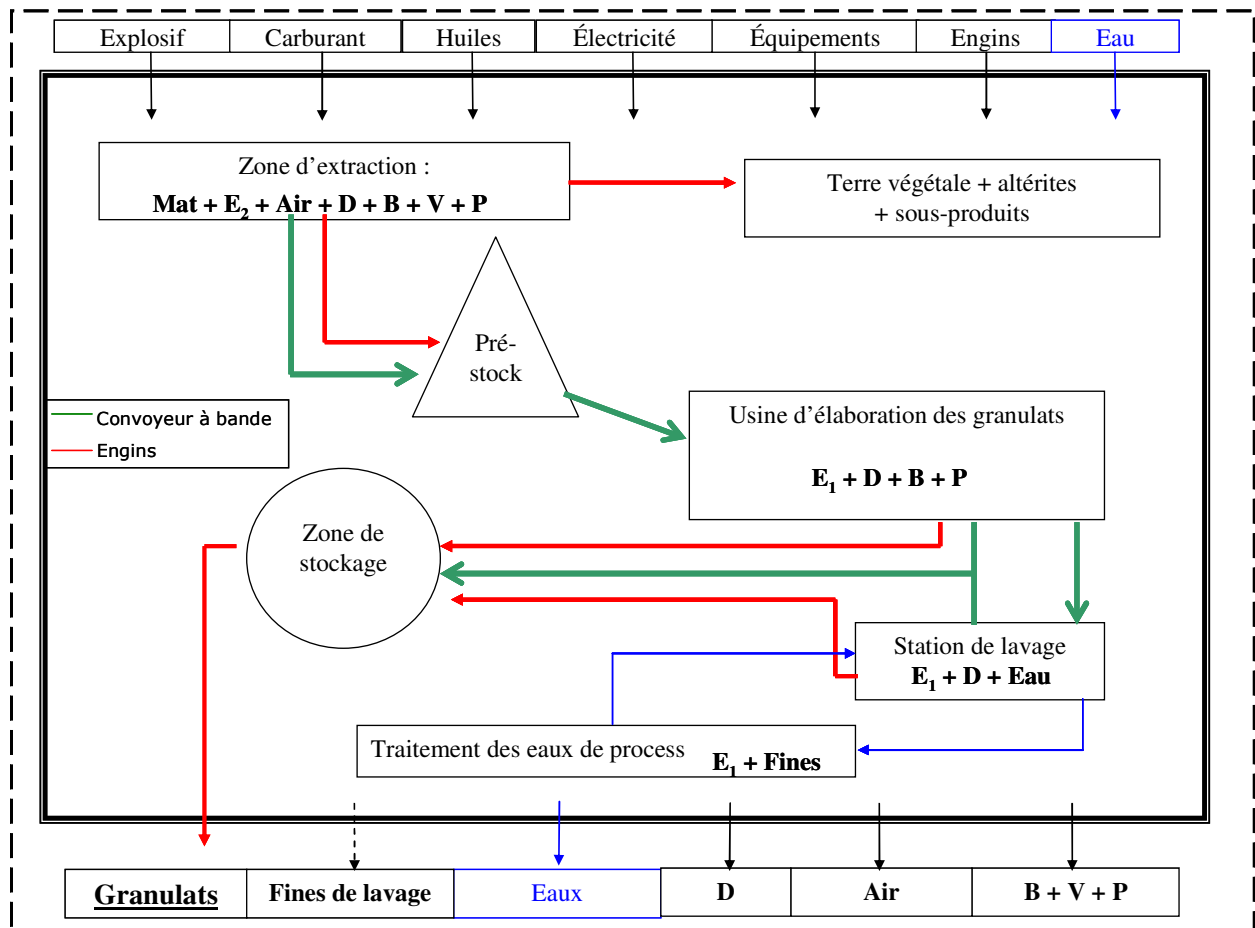 Explosif
Carburant
Huiles
Électricité
Équipements
Engins
Eau
Zone d'extraction :
Mat + E2 + Air + D + B + V + P
Terre végétale + altérites
+ sous-produits
Pré-
stock
Convoyeur à bande
Engins
Usine d'élaboration des granulats
E1 + D + B + P
Zone de
stockage
Station de lavage
E1 + D + Eau
Traitement des eaux de process
E1 + Fines
Granulats
Fines de lavage
Eaux
D
Air
B + V + P